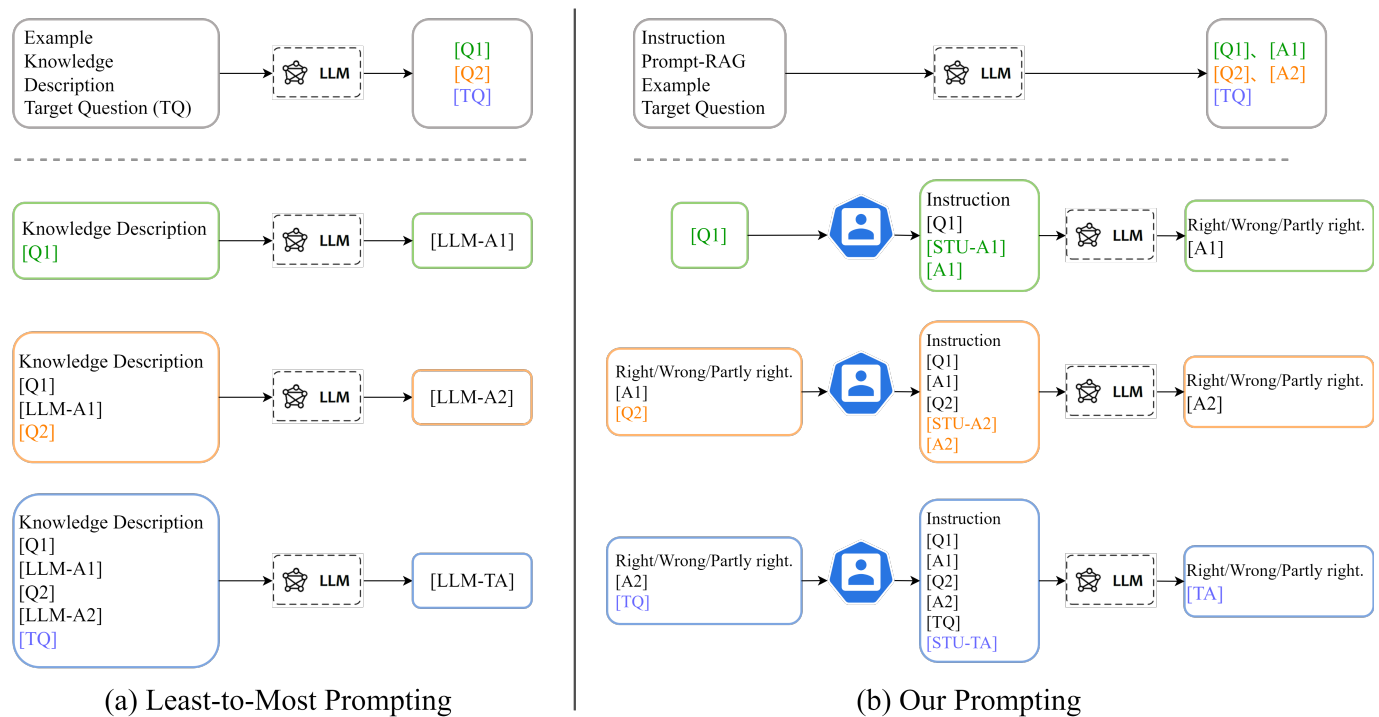 Example
Knowledge
Description
Target Question (TQ)
LLM
[Q1]
[Q2]
[TQ]
Knowledge Description
[Q1]
LLM
[LLM-A1]
Knowledge Description
[Q1]
[LLM-A1]
[Q2]
LLM
[LLM-A2]
Knowledge Description
[Q1]
[LLM-A1]
[Q2]
[LLM-A2]
[TQ]
LLM
[LLM-TA]
(a) Least-to-Most Prompting
Instruction
Prompt-RAG
Example
Target Question
LLM
[Q1]、[A1]
[Q2]、[A2]
[TQ]
[Q1]
Instruction
[Q1]
[STU-A1]
[A1]
LLM
Right/Wrong/Partly right.
[A1]
Right/Wrong/Partly right.
[A1]
[Q2]
Instruction
[Q1]
[A1]
[Q2]
[STU-A2]
[A2]
LLM
Right/Wrong/Partly right.
[A2]
Right/Wrong/Partly right.
[A2]
[TQ]
Instruction
[Q1]
[A1]
[Q2]
[A2]
[TQ]
[STU-TA]
LLM
Right/Wrong/Partly right.
[TA]
(b) Our Prompting